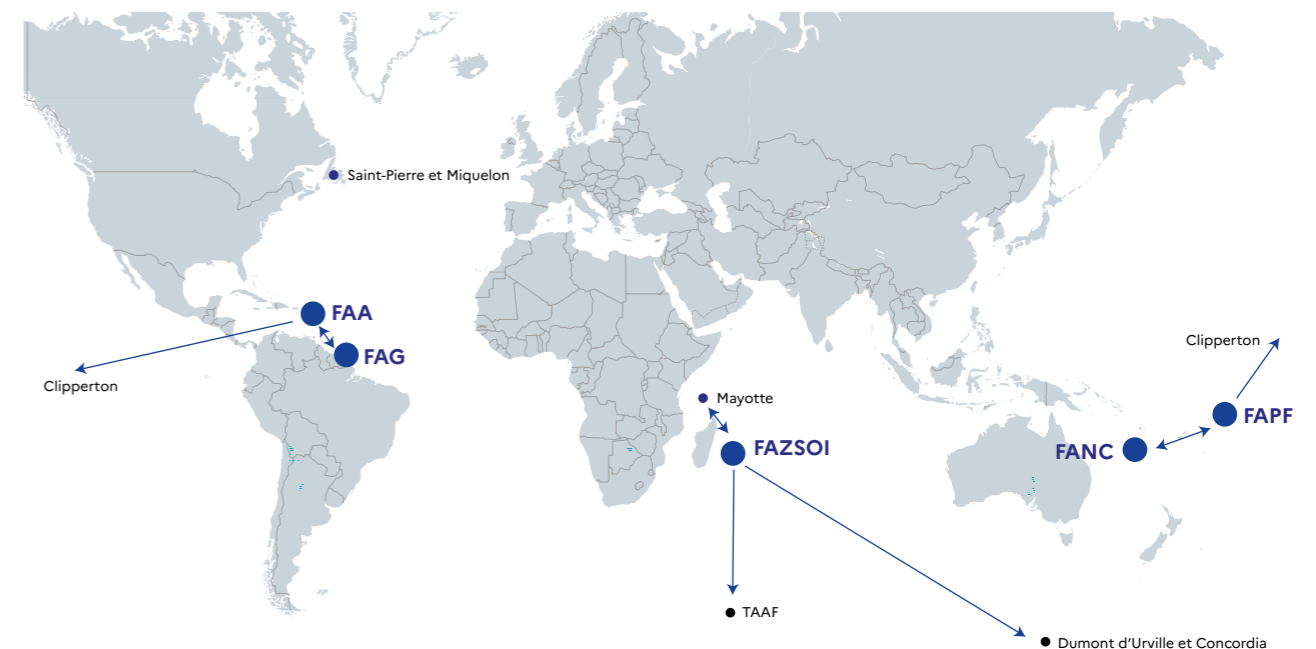 Saint-Pierre et Miquelon
FAA
Clipperton
FAG
Clipperton
Mayotte
FAPF
FAZSOI
FANC
TAAF
Dumont d'Urville et Concordia